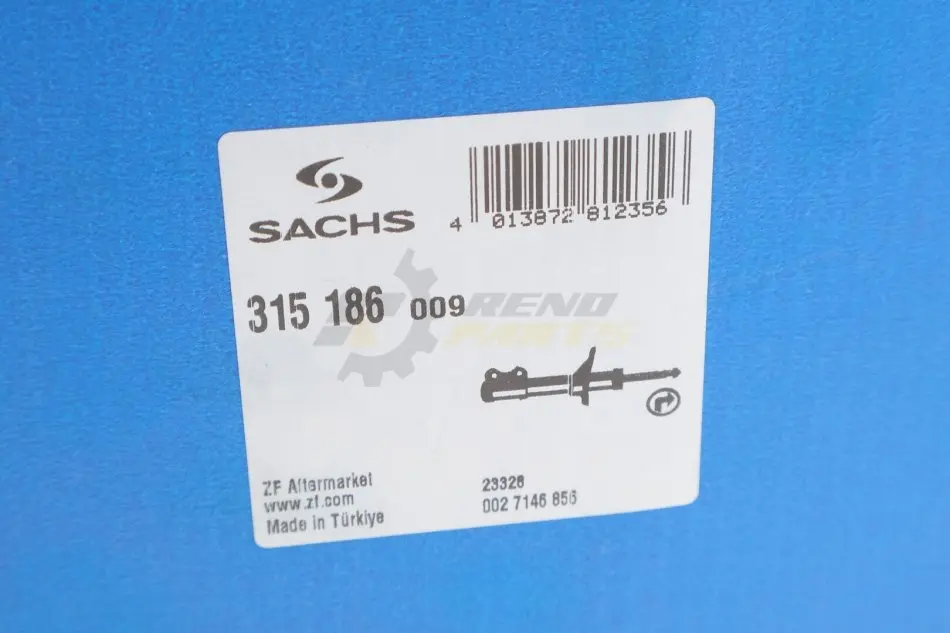 SACHS
4 013872 812356
315 186 009
RENO
PARTS
ZF Aftermarket
www.zf.com
Made in Türkiye
23326
002 7146 856